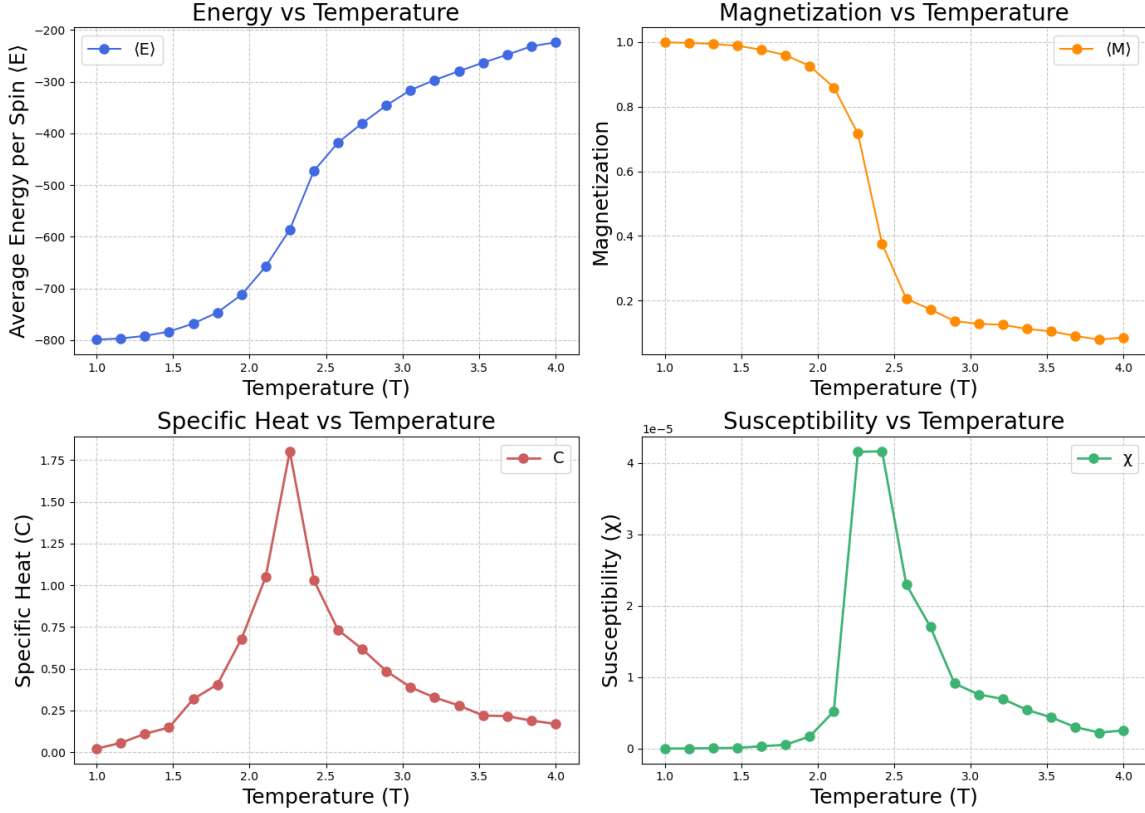 Energy vs Temperature
⟨E⟩
Average Energy per Spin ⟨E⟩
−200
−300
−400
−500
−600
−700
−800
1.0 1.5 2.0 2.5 3.0 3.5 4.0
Temperature (T)
Magnetization vs Temperature
⟨M⟩
Magnetization
1.0
0.8
0.6
0.4
0.2
1.0 1.5 2.0 2.5 3.0 3.5 4.0
Temperature (T)
Specific Heat vs Temperature
C
Specific Heat (C)
1.75
1.50
1.25
1.00
0.75
0.50
0.25
0.00
1.0 1.5 2.0 2.5 3.0 3.5 4.0
Temperature (T)
Susceptibility vs Temperature
1e−5
χ
Susceptibility (χ)
4
3
2
1
0
1.0 1.5 2.0 2.5 3.0 3.5 4.0
Temperature (T)